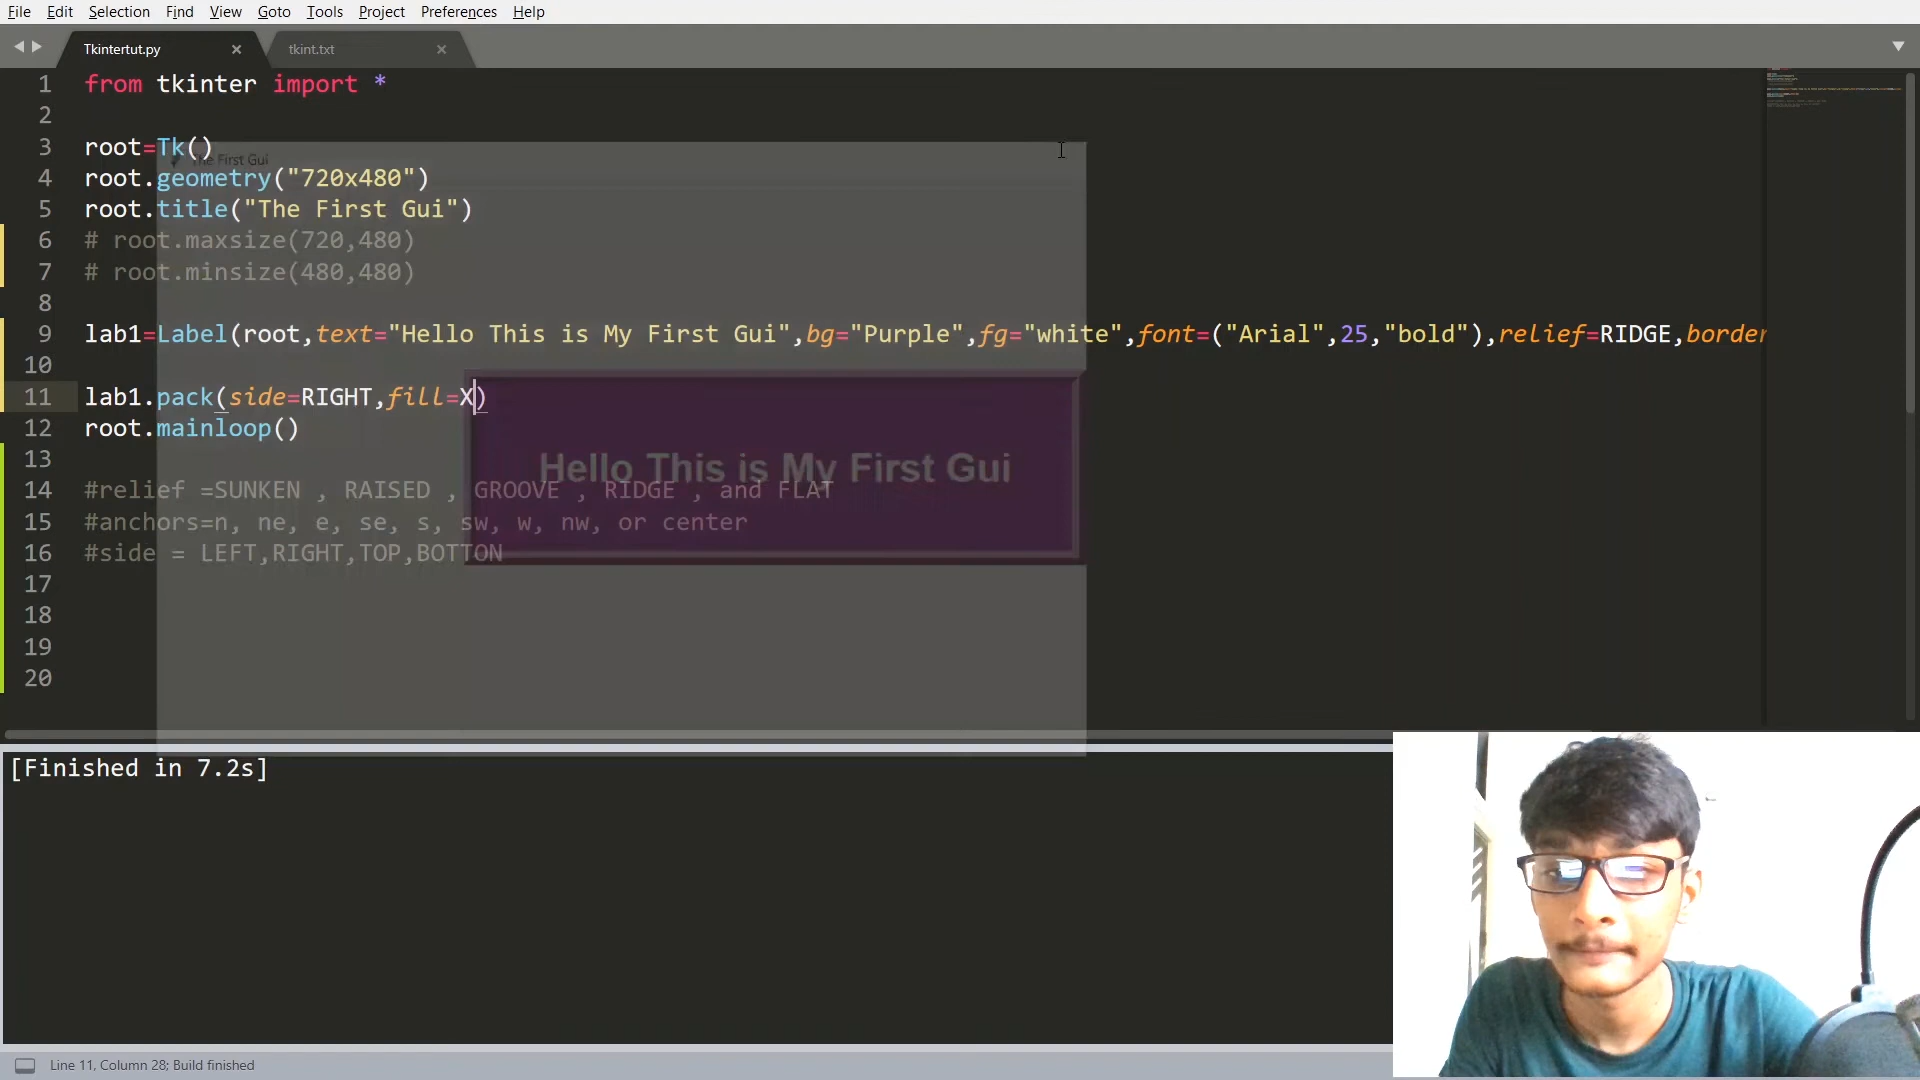 File Edit Selection Find View Goto Tools Project Preferences Help
Tkintertut.py × tkint.txt ×
1 from tkinter import *
2
3 root=Tk()
The First Gui
4 root.geometry("720x480")
5 root.title("The First Gui")
6 # root.maxsize(720,480)
7 # root.minsize(480,480)
8
9 lab1=Label(root,text="Hello This is My First Gui",bg="Purple",fg="white",font=("Arial",25,"bold"),relief=RIDGE,border
10
11 lab1.pack(side=RIGHT,fill=X)
12 root.mainloop()
13
Hello This is My First Gui
14 #relief =SUNKEN , RAISED , GROOVE , RIDGE , and FLAT
15 #anchors=n, ne, e, se, s, sw, w, nw, or center
16 #side = LEFT,RIGHT,TOP,BOTTON
17
18
19
20
[Finished in 7.2s]
Line 11, Column 28; Build finished